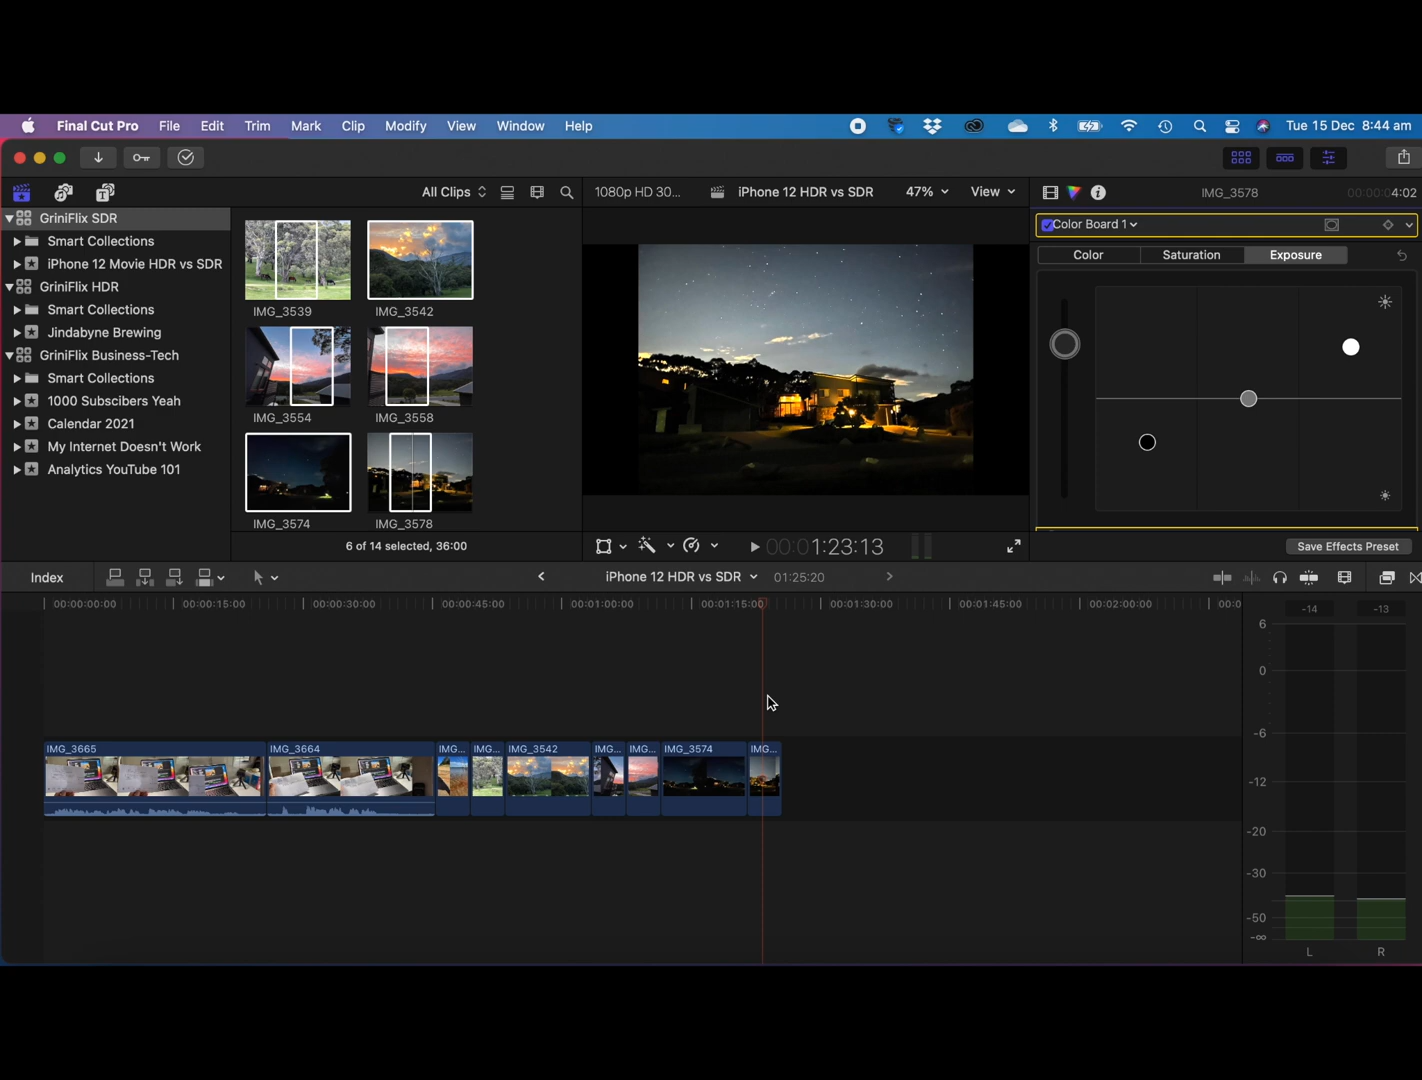 Final Cut Pro File Edit Trim Mark Clip Modify View Window Help Tue 15 Dec 8:44 am
All Clips 1080p HD 30... iPhone 12 HDR vs SDR 47% View IMG_3578 00:00:04:02
GriniFlix SDR
Smart Collections
iPhone 12 Movie HDR vs SDR
GriniFlix HDR
Smart Collections
Jindabyne Brewing
GriniFlix Business-Tech
Smart Collections
1000 Subscibers Yeah
Calendar 2021
My Internet Doesn't Work
Analytics YouTube 101
IMG_3539 IMG_3542
IMG_3554 IMG_3558
IMG_3574 IMG_3578
6 of 14 selected, 36:00
00:01:23:13
Color Board 1
Color Saturation Exposure
Save Effects Preset
Index iPhone 12 HDR vs SDR 01:25:20
00:00:00:00 00:00:15:00 00:00:30:00 00:00:45:00 00:01:00:00 00:01:15:00 00:01:30:00 00:01:45:00 00:02:00:00 00:0
IMG_3665 IMG_3664 IMG... IMG... IMG_3542 IMG... IMG... IMG_3574 IMG...
-14 -13
6
0
-6
-12
-20
-30
-50
-∞
L R